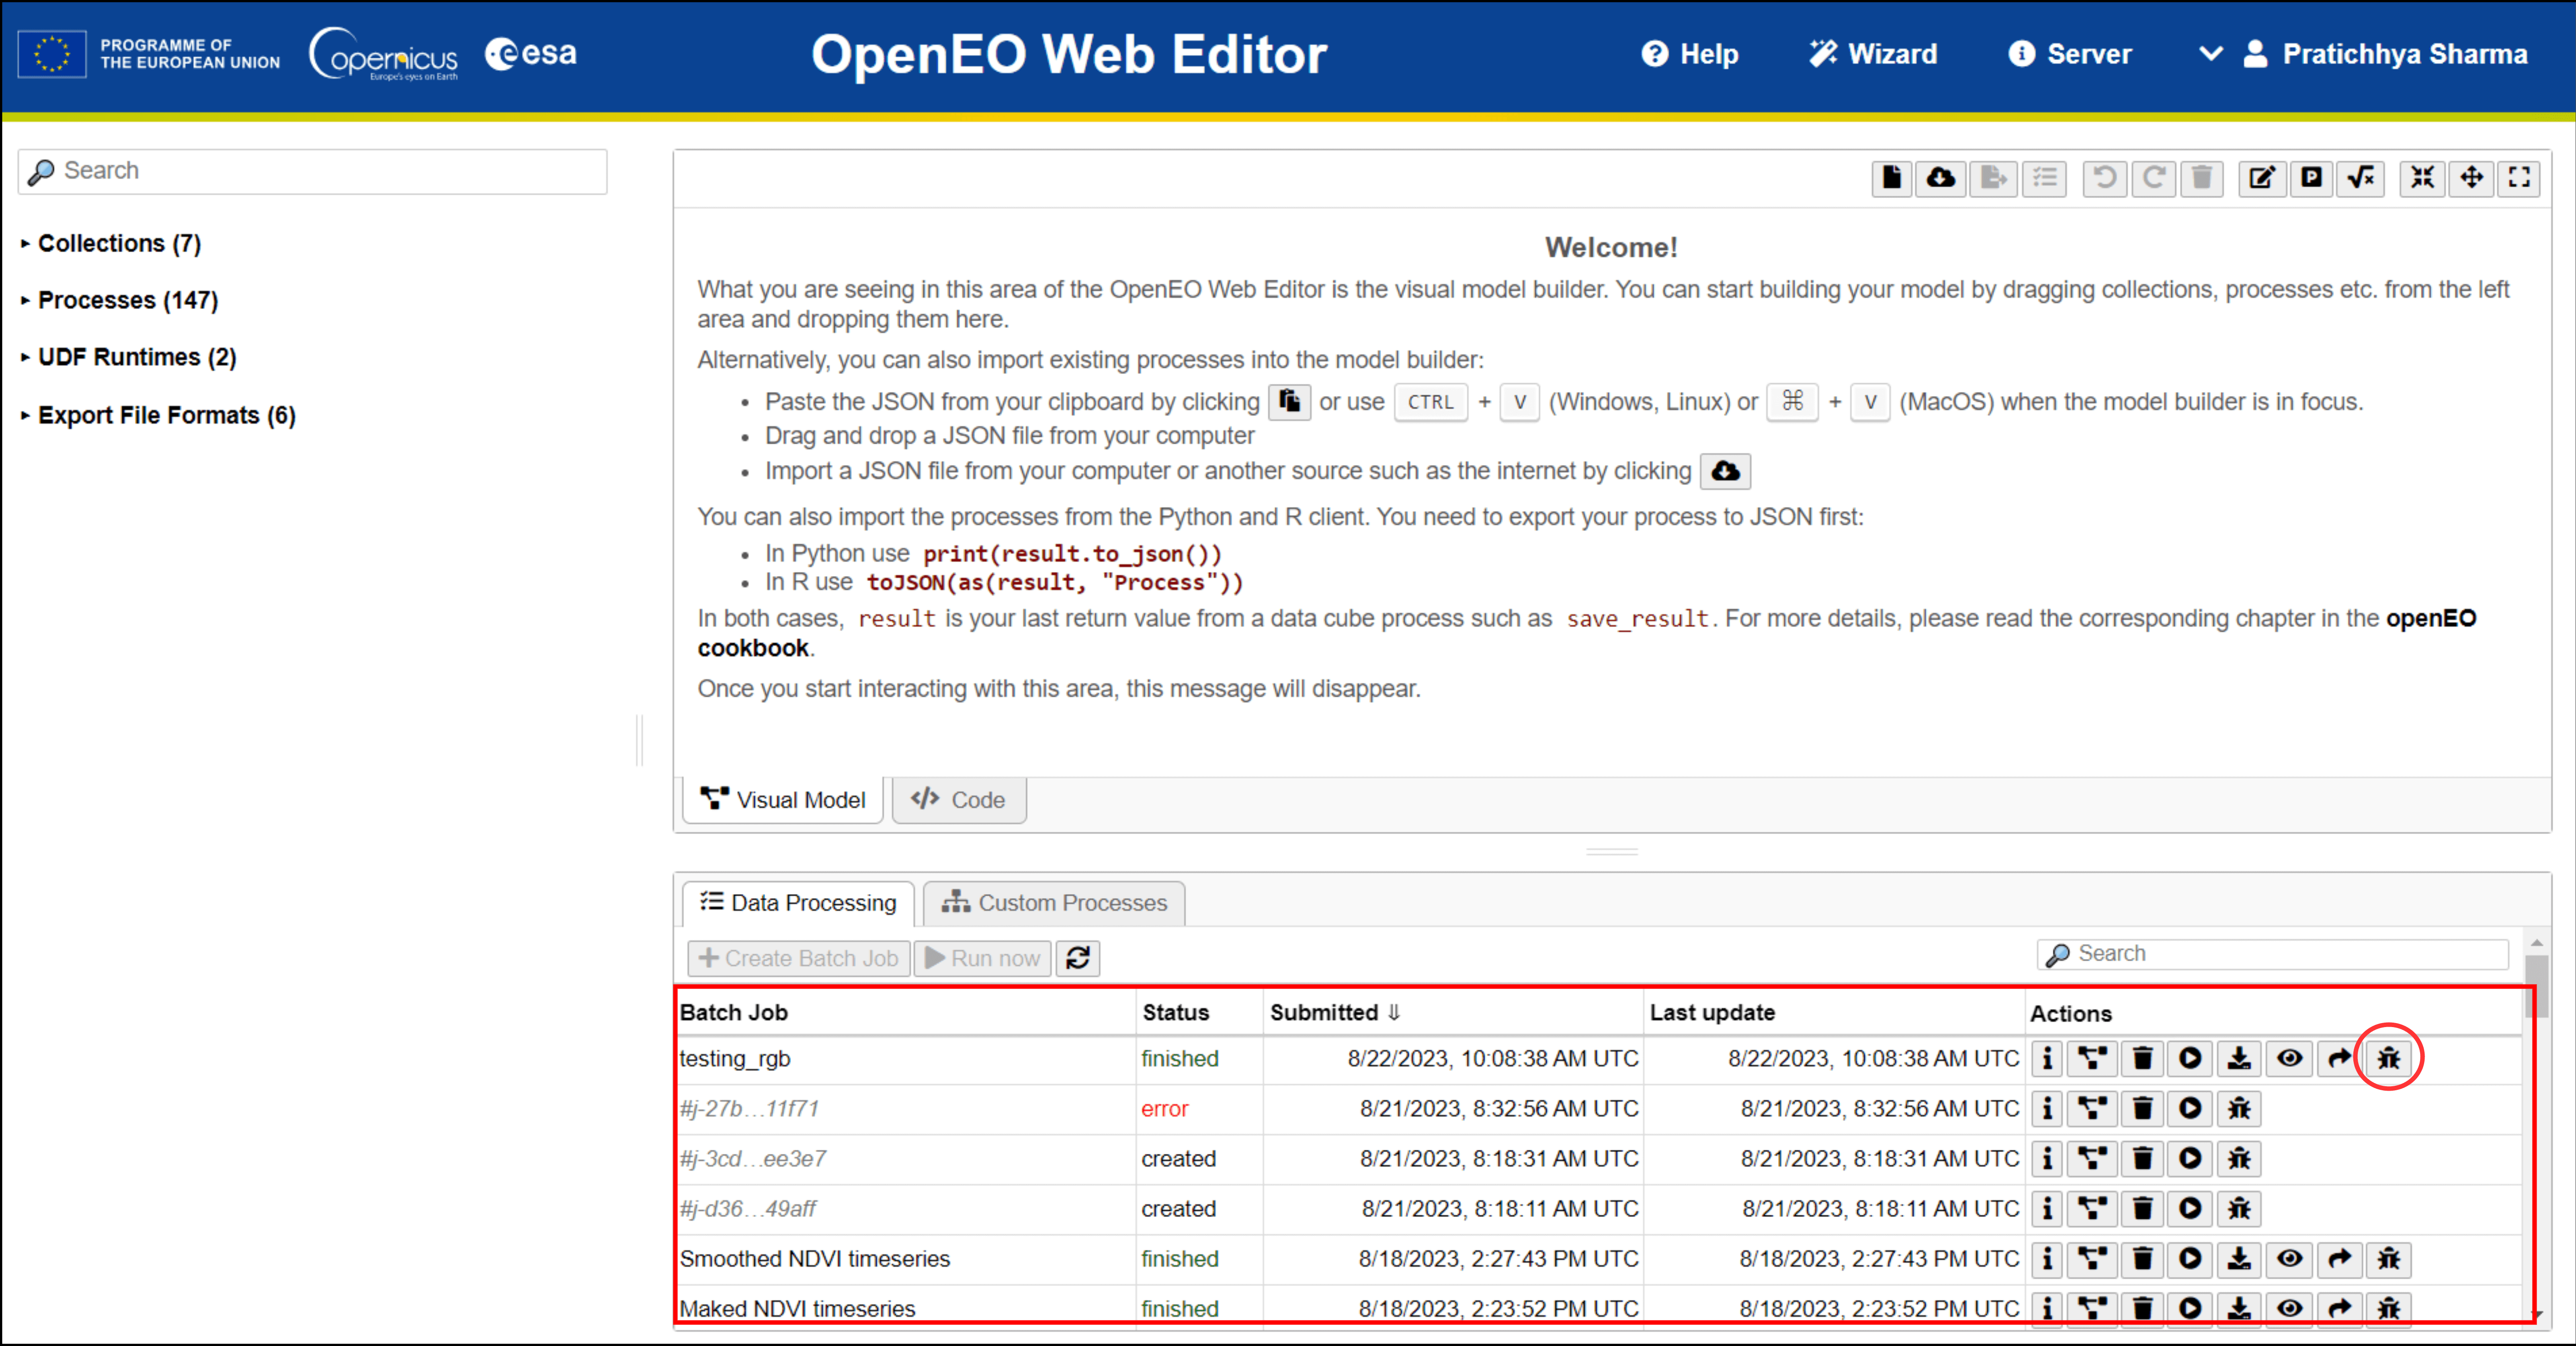 PROGRAMME OF
THE EUROPEAN UNION
opernicus
Europe's eyes on Earth
esa
OpenEO Web Editor
Help
Wizard
Server
Pratichhya Sharma
Search
Collections (7)
Processes (147)
UDF Runtimes (2)
Export File Formats (6)
Welcome!
What you are seeing in this area of the OpenEO Web Editor is the visual model builder. You can start building your model by dragging collections, processes etc. from the left
area and dropping them here.
Alternatively, you can also import existing processes into the model builder:
• Paste the JSON from your clipboard by clicking or use CTRL + V (Windows, Linux) or ⌘ + V (MacOS) when the model builder is in focus.
• Drag and drop a JSON file from your computer
• Import a JSON file from your computer or another source such as the internet by clicking
You can also import the processes from the Python and R client. You need to export your process to JSON first:
• In Python use print(result.to_json())
• In R use toJSON(as(result, "Process"))
In both cases, result is your last return value from a data cube process such as save_result. For more details, please read the corresponding chapter in the openEO
cookbook.
Once you start interacting with this area, this message will disappear.
Visual Model
</> Code
Data Processing
Custom Processes
+ Create Batch Job
Run now
Search
Batch Job Status Submitted ⇓ Last update Actions
testing_rgb finished 8/22/2023, 10:08:38 AM UTC 8/22/2023, 10:08:38 AM UTC
#j-27b…11f71 error 8/21/2023, 8:32:56 AM UTC 8/21/2023, 8:32:56 AM UTC
#j-3cd…ee3e7 created 8/21/2023, 8:18:31 AM UTC 8/21/2023, 8:18:31 AM UTC
#j-d36…49aff created 8/21/2023, 8:18:11 AM UTC 8/21/2023, 8:18:11 AM UTC
Smoothed NDVI timeseries finished 8/18/2023, 2:27:43 PM UTC 8/18/2023, 2:27:43 PM UTC
Maked NDVI timeseries finished 8/18/2023, 2:23:52 PM UTC 8/18/2023, 2:23:52 PM UTC